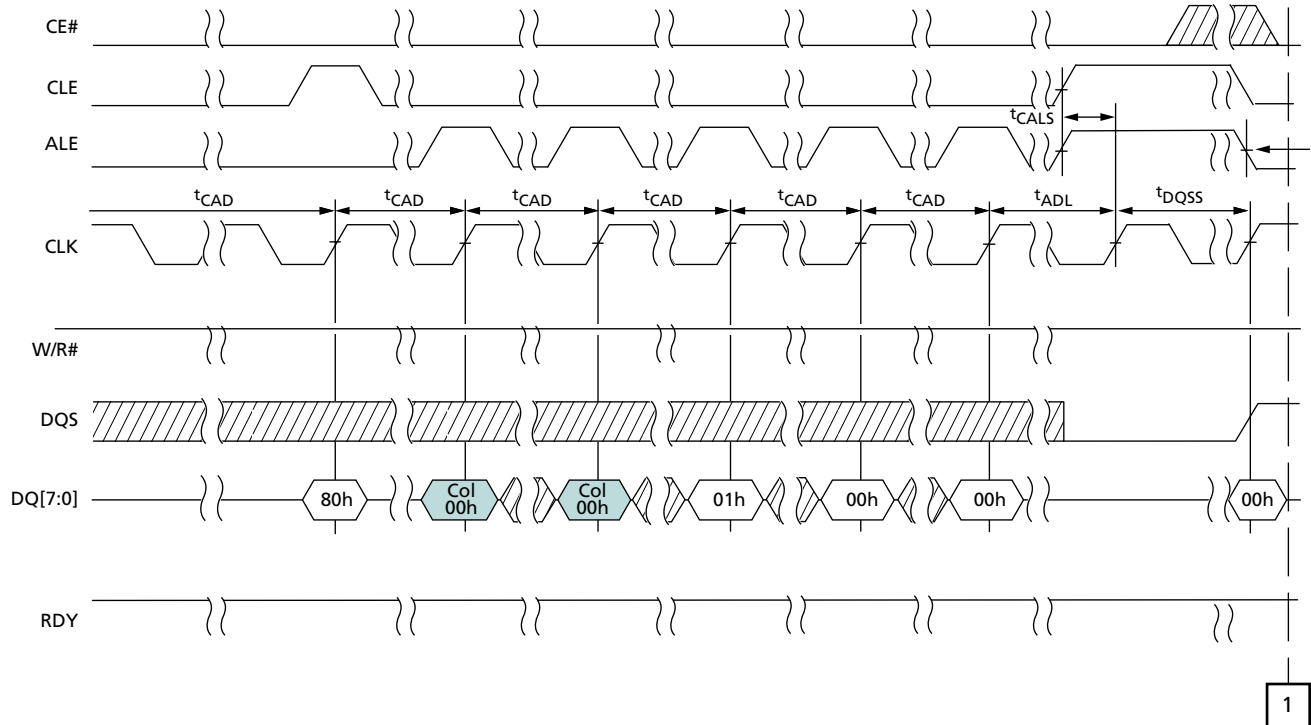 CE#
CLE
tCALS
ALE
tCAD tCAD tCAD tCAD tCAD tCAD tADL tDQSS
CLK
W/R#
DQS
DQ[7:0] 80h Col 00h Col 00h 01h 00h 00h 00h
RDY
1